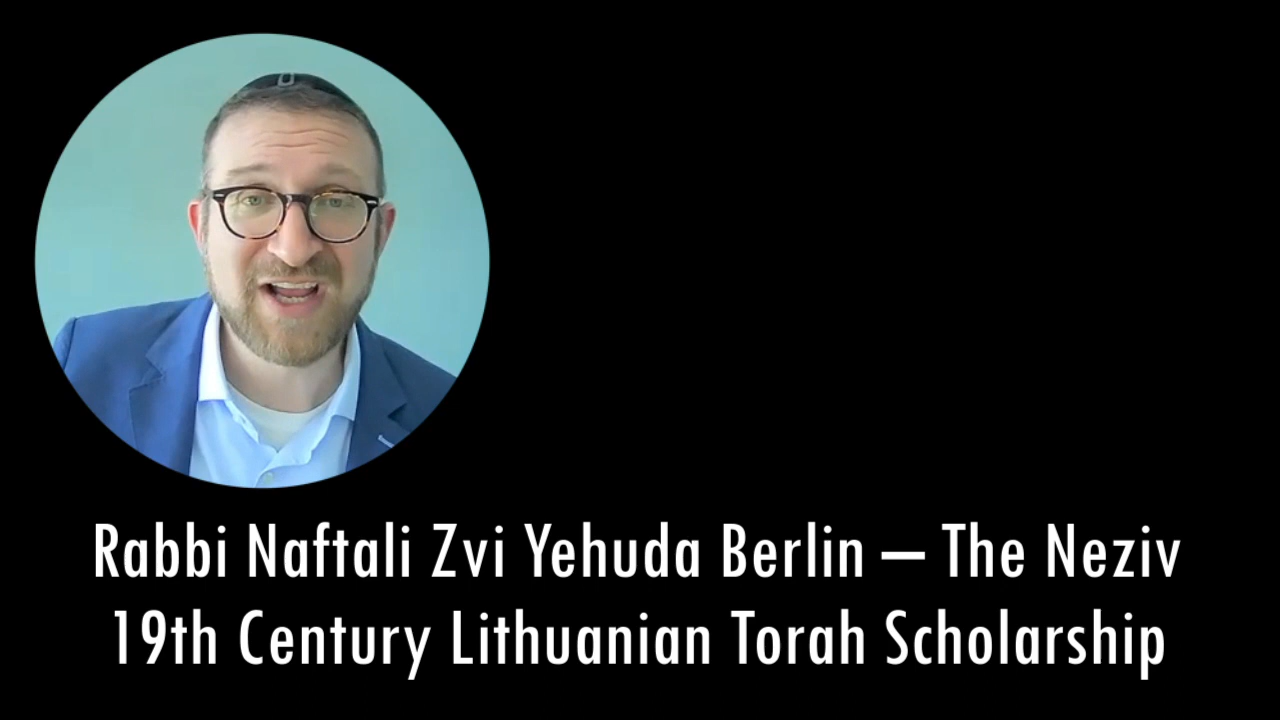 Rabbi Naftali Zvi Yehuda Berlin – The Neziv
19th Century Lithuanian Torah Scholarship